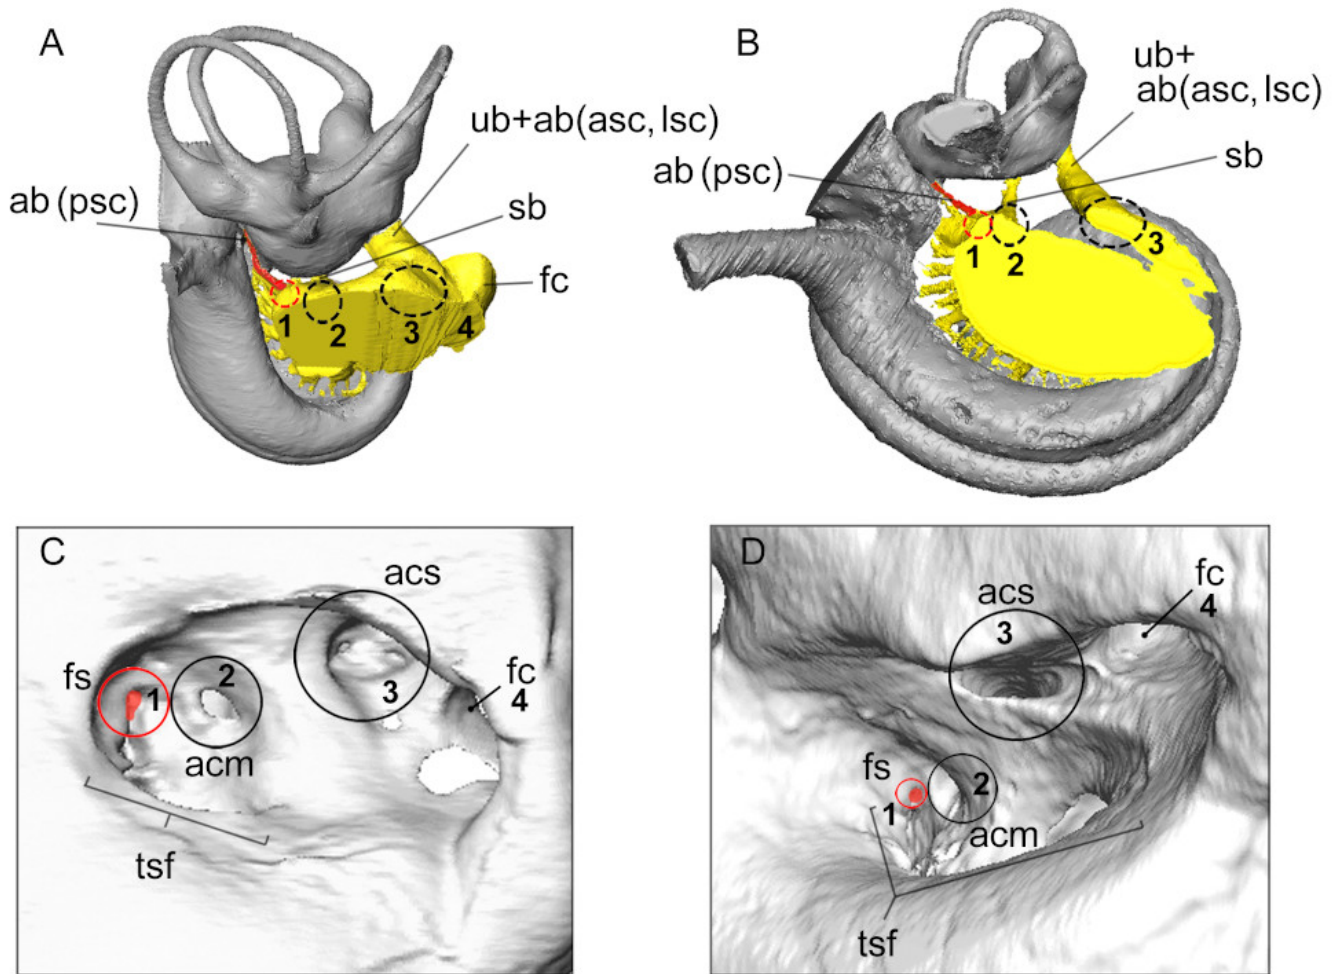 A
ub+ab(asc, lsc)
ab (psc)
sb
fc
1
2
3
4
B
ub+
ab(asc, lsc)
ab (psc)
sb
1
2
3
C
acs
fs
1
2
3
fc
4
acm
tsf
D
acs
3
fc
4
fs
1
2
acm
tsf